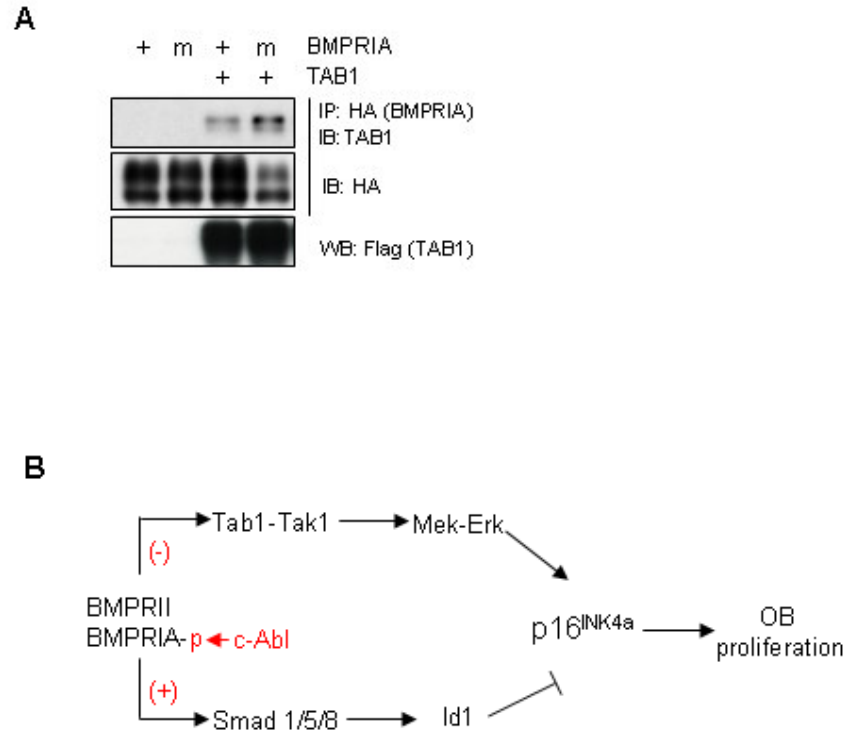 A
+ m + m BMPRIA
+ + TAB1
IP: HA (BMPRIA)
IB: TAB1
IB: HA
WB: Flag (TAB1)
B
Tab1-Tak1 Mek-Erk
(-)
BMPRII
BMPRIA-p c-Abl
p16INK4a
OB
proliferation
(+)
Smad 1/5/8 Id1